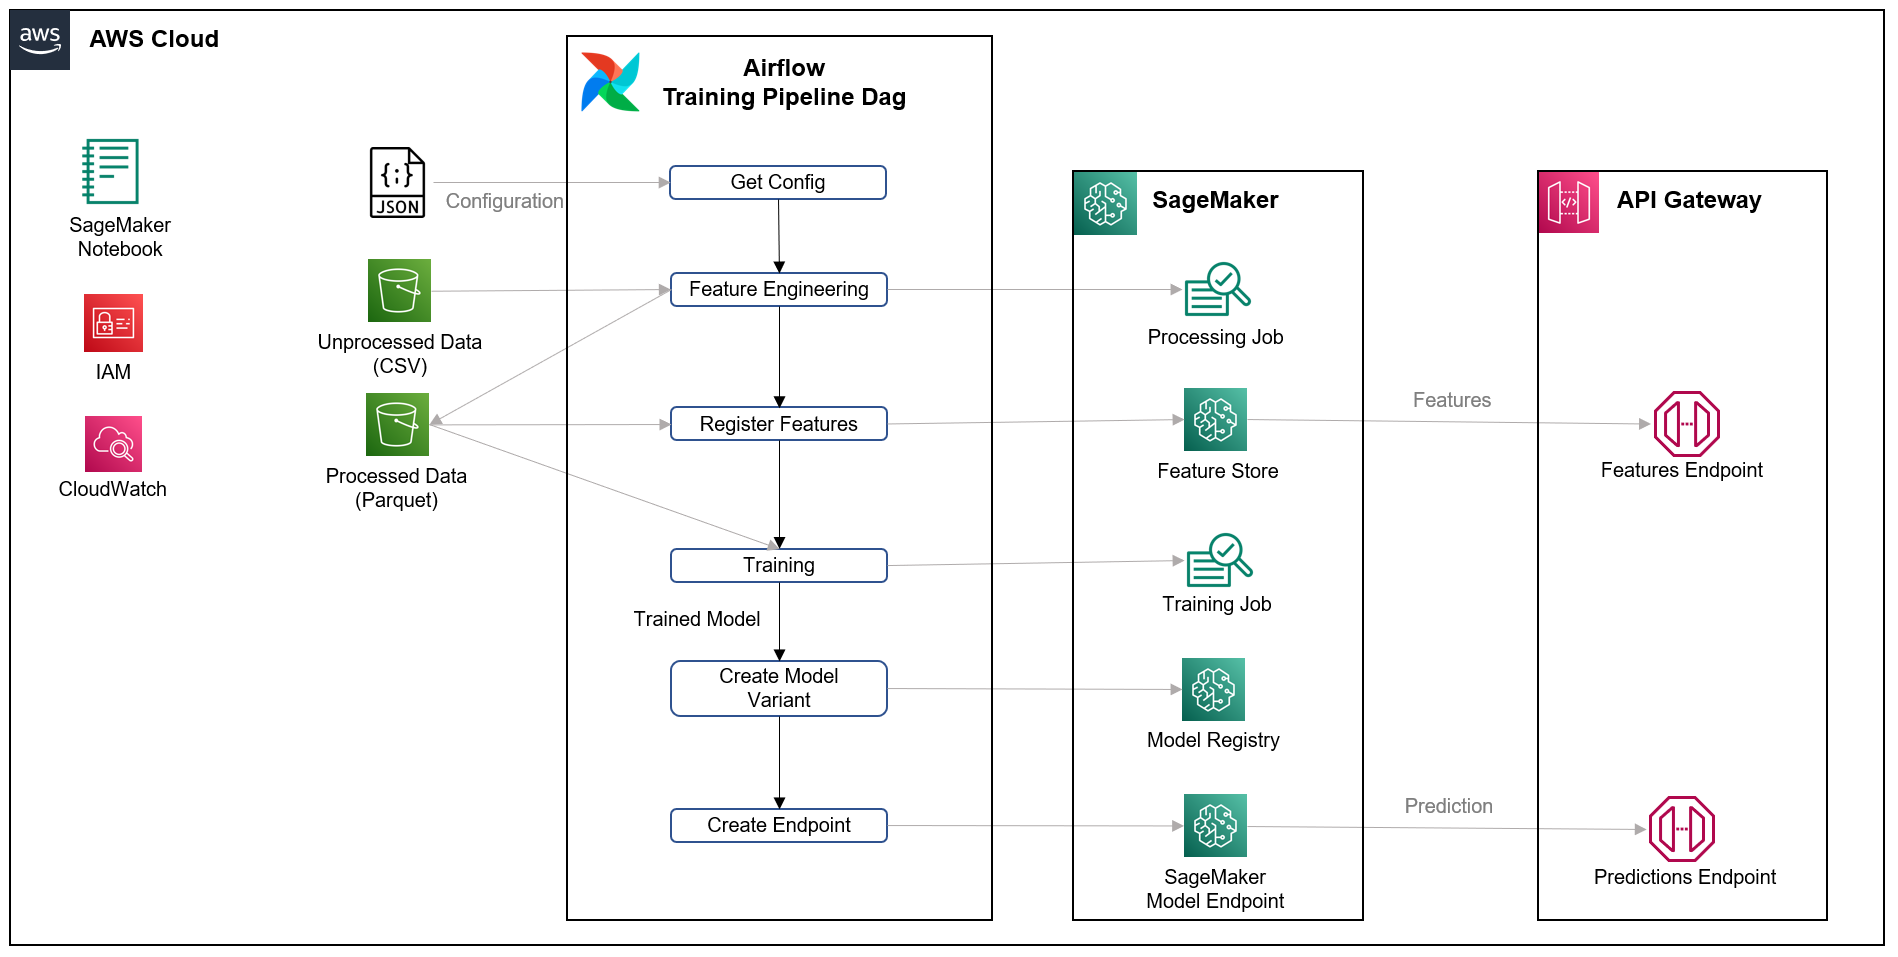 aws
AWS Cloud
Airflow
Training Pipeline Dag
SageMaker
Notebook
IAM
CloudWatch
{;}
JSON
Configuration
Unprocessed Data
(CSV)
Processed Data
(Parquet)
Get Config
Feature Engineering
Register Features
Training
Trained Model
Create Model
Variant
Create Endpoint
SageMaker
Processing Job
Feature Store
Training Job
Model Registry
SageMaker
Model Endpoint
Features
Prediction
API Gateway
</>
Features Endpoint
Predictions Endpoint